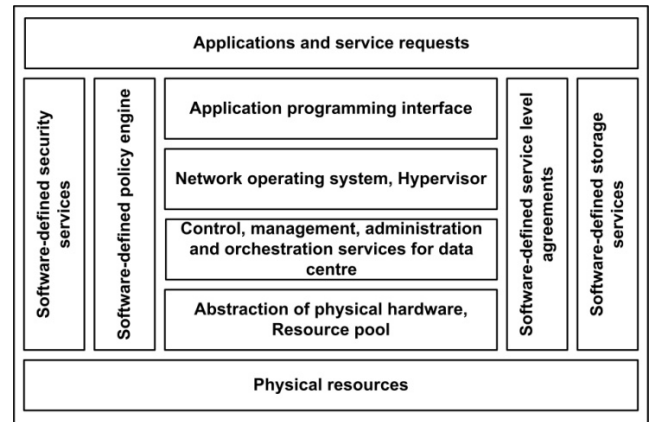 Applications and service requests
Software-defined security
services
Software-defined policy engine
Application programming interface
Network operating system, Hypervisor
Control, management, administration
and orchestration services for data
centre
Abstraction of physical hardware,
Resource pool
Software-defined service level
agreements
Software-defined storage
services
Physical resources